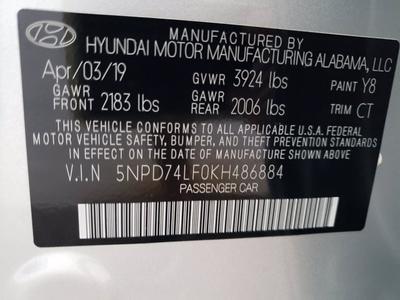 MANUFACTURED BY
HYUNDAI MOTOR MANUFACTURING ALABAMA, LLC
Apr/03/19 GVWR 3924 lbs PAINT Y8
GAWR FRONT 2183 lbs GAWR REAR 2006 lbs TRIM CT
THIS VEHICLE CONFORMS TO ALL APPLICABLE U.S.A. FEDERAL
MOTOR VEHICLE SAFETY, BUMPER, AND THEFT PREVENTION STANDARDS
IN EFFECT ON THE DATE OF MANUFACTURE SHOWN ABOVE.
V.I.N 5NPD74LF0KH486884
PASSENGER CAR